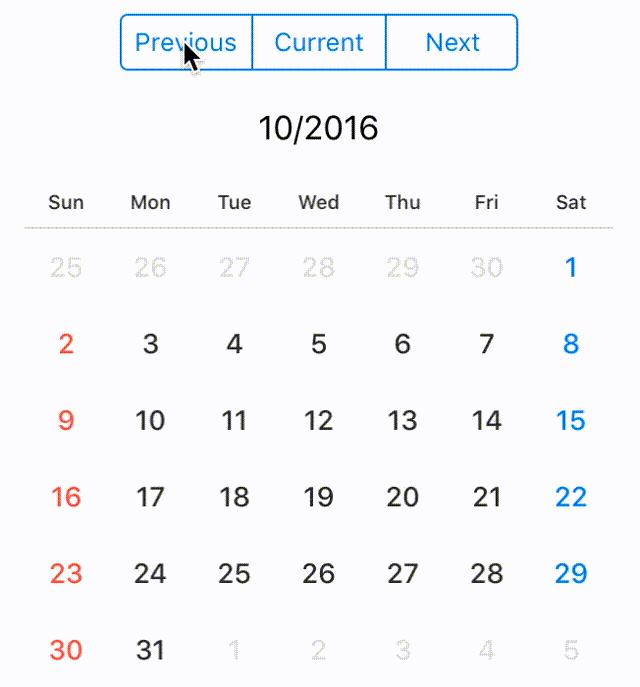 Previous Current Next
10/2016
Sun Mon Tue Wed Thu Fri Sat
25 26 27 28 29 30 1
2 3 4 5 6 7 8
9 10 11 12 13 14 15
16 17 18 19 20 21 22
23 24 25 26 27 28 29
30 31 1 2 3 4 5